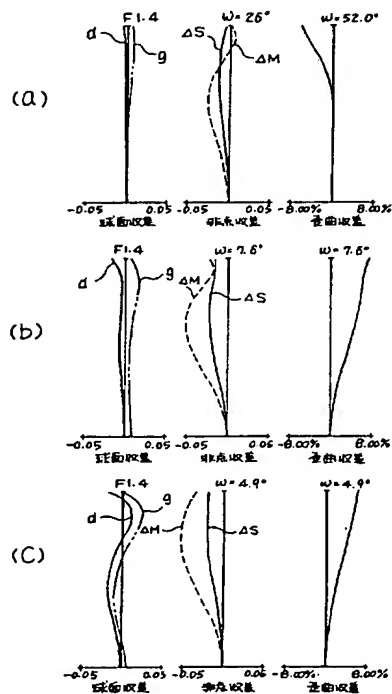 F1.4 ω=26° ω=52.0°
d g ΔS ΔM
(a)
-0.05 0.05 -0.05 0.05 -8.00% 8.00%
球面収差 非点収差 歪曲収差
F1.4 ω=7.6° ω=7.6°
d g ΔM ΔS
(b)
-0.05 0.05 -0.05 0.05 -8.00% 8.00%
球面収差 非点収差 歪曲収差
F1.4 ω=4.9° ω=4.9°
d g ΔM ΔS
(C)
-0.05 0.05 -0.05 0.05 -8.00% 8.00%
球面収差 非点収差 歪曲収差